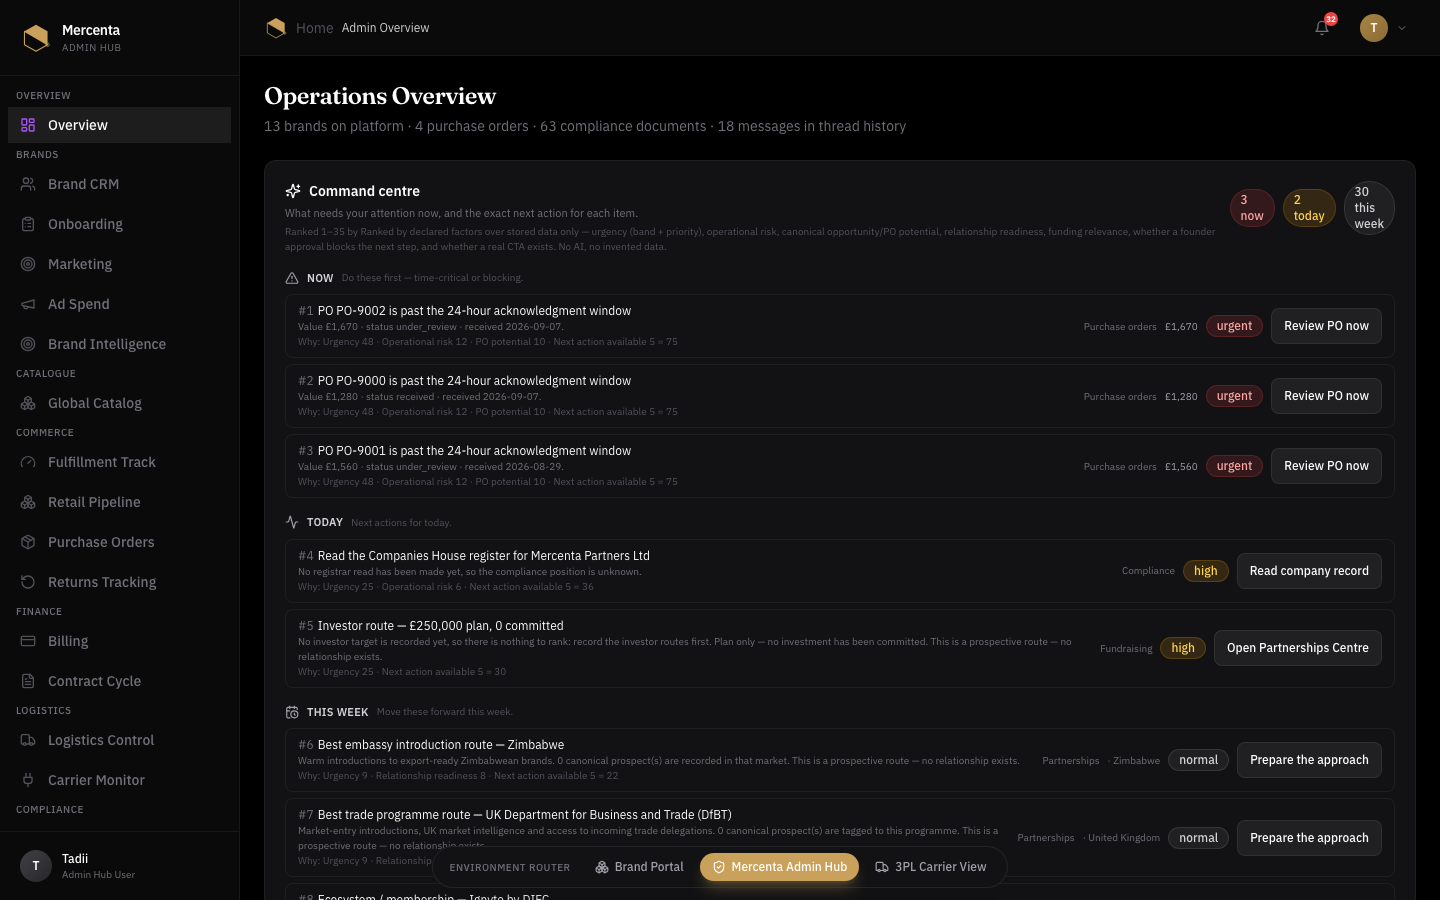 Mercenta
ADMIN HUB
OVERVIEW
Overview
BRANDS
Brand CRM
Onboarding
Marketing
Ad Spend
Brand Intelligence
CATALOGUE
Global Catalog
COMMERCE
Fulfillment Track
Retail Pipeline
Purchase Orders
Returns Tracking
FINANCE
Billing
Contract Cycle
LOGISTICS
Logistics Control
Carrier Monitor
COMPLIANCE
T
Tadii
Admin Hub User
Home Admin Overview
32
T
Operations Overview
13 brands on platform · 4 purchase orders · 63 compliance documents · 18 messages in thread history
Command centre
What needs your attention now, and the exact next action for each item.
Ranked 1–35 by Ranked by declared factors over stored data only — urgency (band + priority), operational risk, canonical opportunity/PO potential, relationship readiness, funding relevance, whether a founder
approval blocks the next step, and whether a real CTA exists. No AI, no invented data.
3
now
2
today
30
this
week
NOW Do these first — time-critical or blocking.
#1 PO PO-9002 is past the 24-hour acknowledgment window
Value £1,670 · status under_review · received 2026-09-07.
Why: Urgency 48 · Operational risk 12 · PO potential 10 · Next action available 5 = 75
Purchase orders £1,670 urgent Review PO now
#2 PO PO-9000 is past the 24-hour acknowledgment window
Value £1,280 · status received · received 2026-09-07.
Why: Urgency 48 · Operational risk 12 · PO potential 10 · Next action available 5 = 75
Purchase orders £1,280 urgent Review PO now
#3 PO PO-9001 is past the 24-hour acknowledgment window
Value £1,560 · status under_review · received 2026-08-29.
Why: Urgency 48 · Operational risk 12 · PO potential 10 · Next action available 5 = 75
Purchase orders £1,560 urgent Review PO now
TODAY Next actions for today.
#4 Read the Companies House register for Mercenta Partners Ltd
No registrar read has been made yet, so the compliance position is unknown.
Why: Urgency 25 · Operational risk 6 · Next action available 5 = 36
Compliance high Read company record
#5 Investor route — £250,000 plan, 0 committed
No investor target is recorded yet, so there is nothing to rank: record the investor routes first. Plan only — no investment has been committed. This is a prospective route — no
relationship exists.
Why: Urgency 25 · Next action available 5 = 30
Fundraising high Open Partnerships Centre
THIS WEEK Move these forward this week.
#6 Best embassy introduction route — Zimbabwe
Warm introductions to export-ready Zimbabwean brands. 0 canonical prospect(s) are recorded in that market. This is a prospective route — no relationship exists.
Why: Urgency 9 · Relationship readiness 8 · Next action available 5 = 22
Partnerships · Zimbabwe normal Prepare the approach
#7 Best trade programme route — UK Department for Business and Trade (DfBT)
Market-entry introductions, UK market intelligence and access to incoming trade delegations. 0 canonical prospect(s) are tagged to this programme. This is a
prospective route — no relationship exists.
Why: Urgency 9 · Relationship
Partnerships · United Kingdom normal Prepare the approach
#8 Ecosystem / membership — Ignyte by DIFC
ENVIRONMENT ROUTER Brand Portal Mercenta Admin Hub 3PL Carrier View